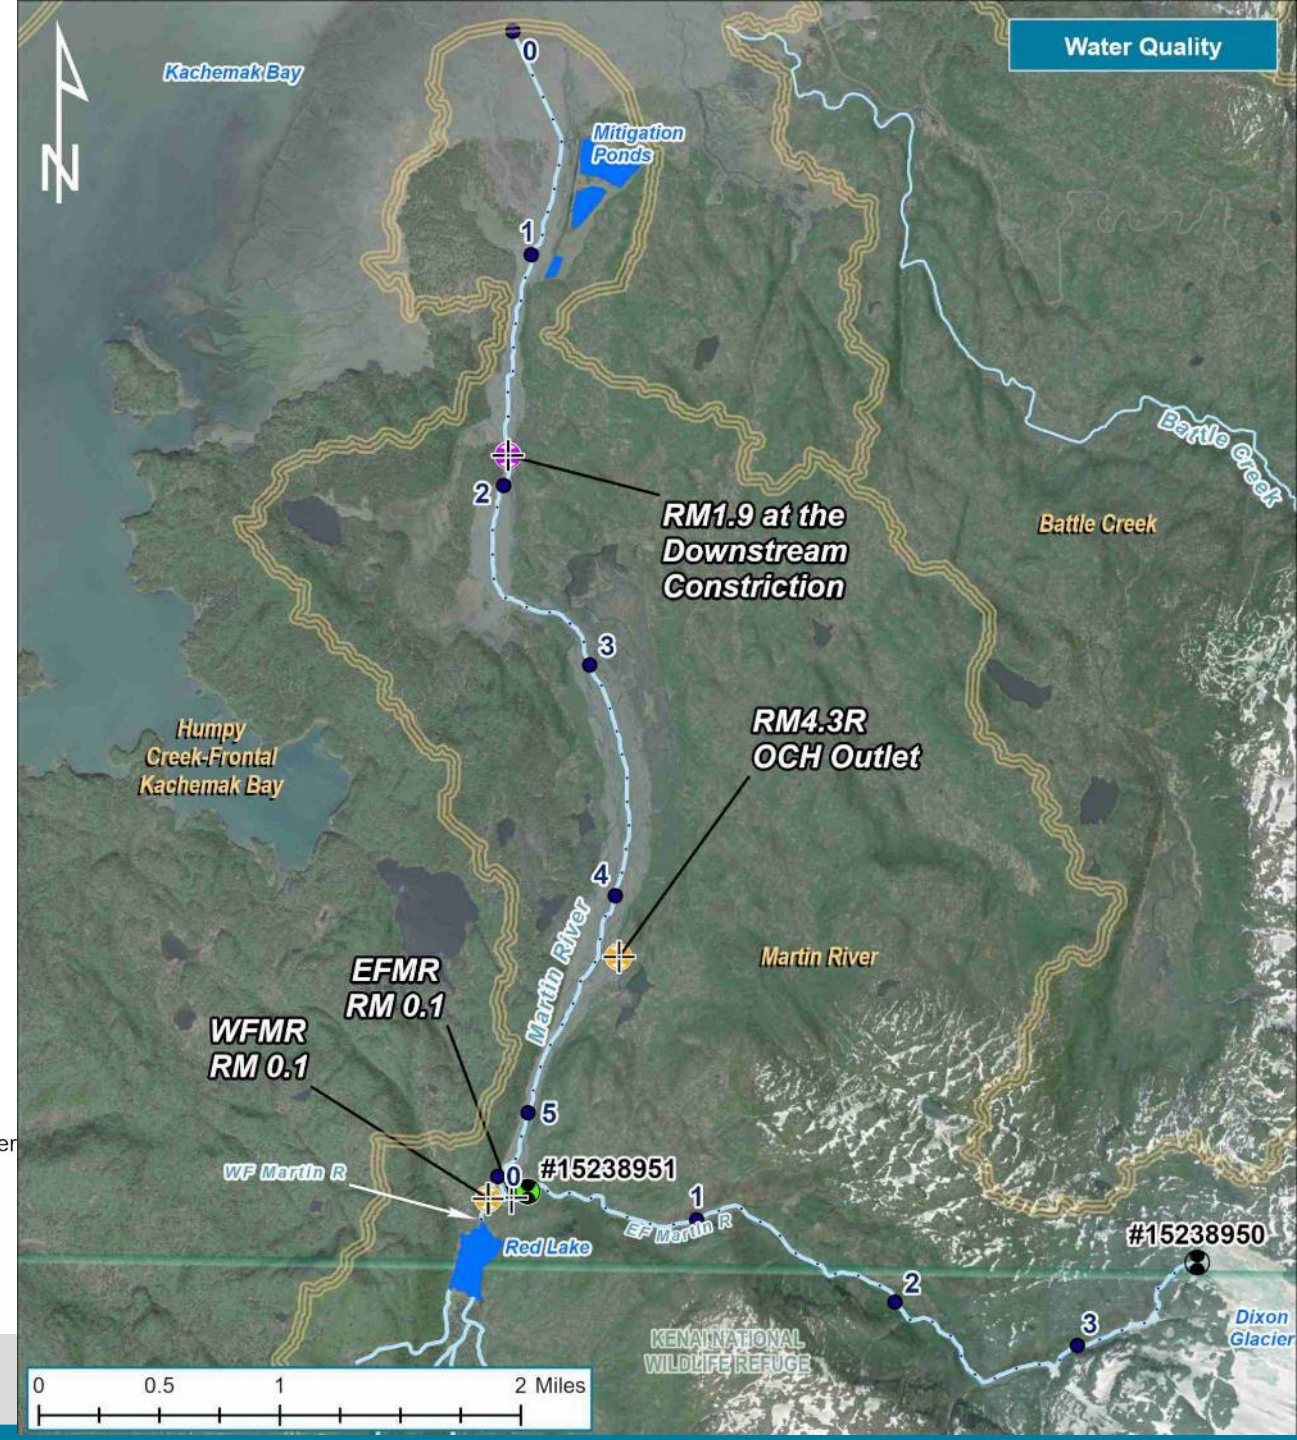 Water Quality
Kachemak Bay
0
Mitigation
Ponds
N
1
Battle Creek
2
RM1.9 at the
Downstream
Constriction
Battle Creek
3
Humpy
Creek-Frontal
Kachemak Bay
RM4.3R
OCH Outlet
4
Martin River
Martin River
EFMR
RM 0.1
WFMR
RM 0.1
5
er
WF Martin R
0
#15238951
1
EF Martin R
#15238950
Red Lake
2
3
Dixon
Glacier
KENAI NATIONAL
WILDLIFE REFUGE
0 0.5 1 2 Miles